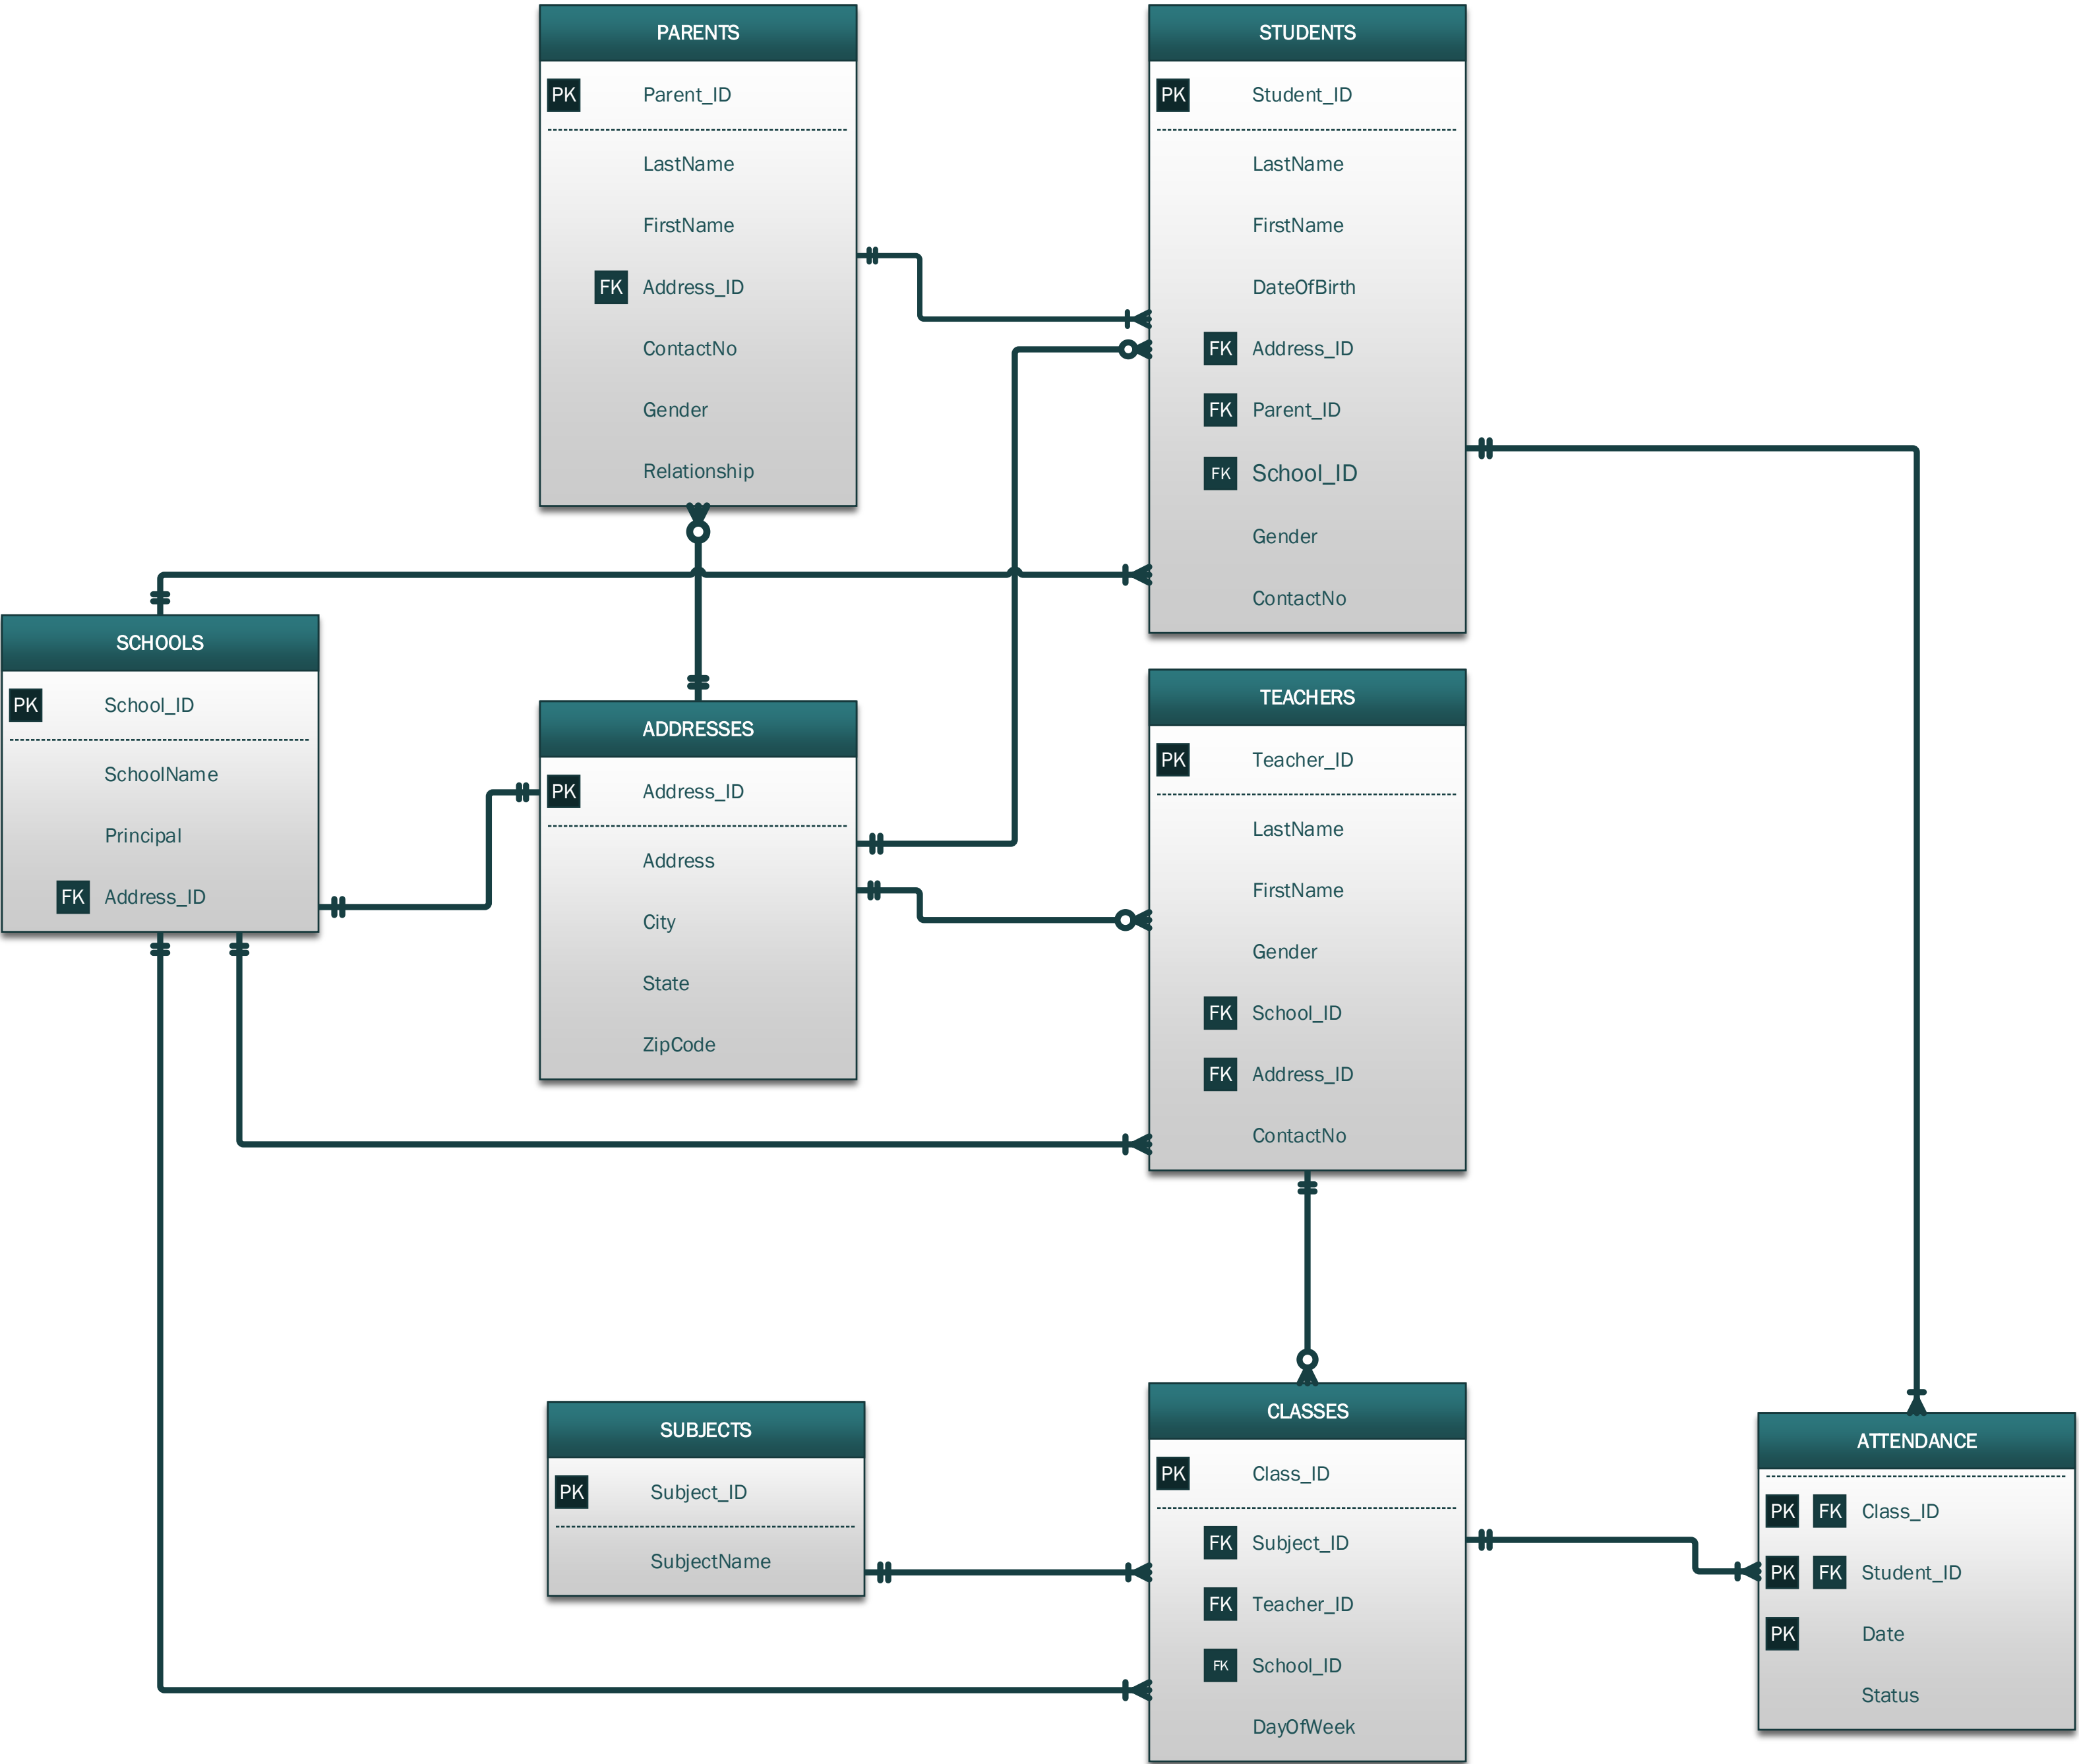 PARENTS
PK Parent_ID
LastName
FirstName
FK Address_ID
ContactNo
Gender
Relationship
STUDENTS
PK Student_ID
LastName
FirstName
DateOfBirth
FK Address_ID
FK Parent_ID
FK School_ID
Gender
ContactNo
SCHOOLS
PK School_ID
SchoolName
Principal
FK Address_ID
ADDRESSES
PK Address_ID
Address
City
State
ZipCode
TEACHERS
PK Teacher_ID
LastName
FirstName
Gender
FK School_ID
FK Address_ID
ContactNo
SUBJECTS
PK Subject_ID
SubjectName
CLASSES
PK Class_ID
FK Subject_ID
FK Teacher_ID
FK School_ID
DayOfWeek
ATTENDANCE
PK FK Class_ID
PK FK Student_ID
PK Date
Status